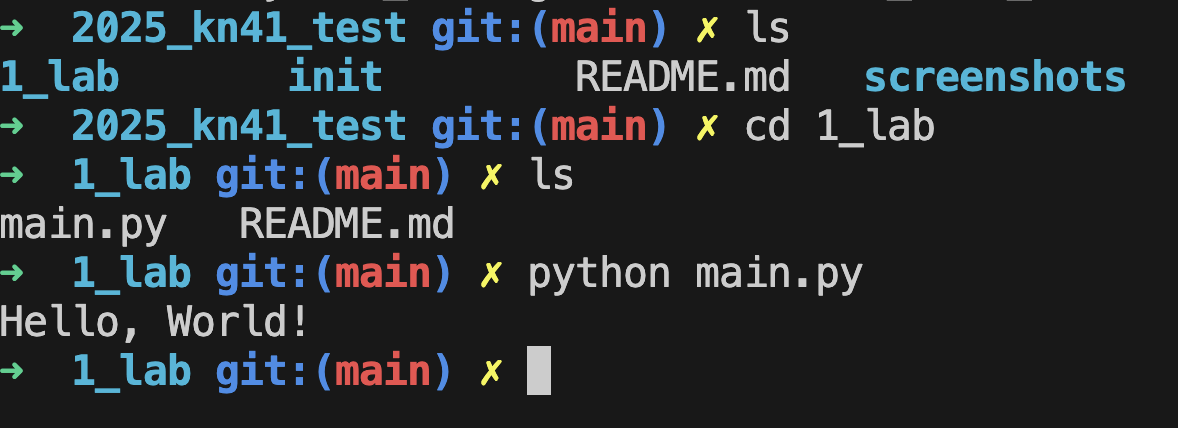 ➜ 2025_kn41_test git:(main) ✗ ls
1_lab init README.md screenshots
➜ 2025_kn41_test git:(main) ✗ cd 1_lab
➜ 1_lab git:(main) ✗ ls
main.py README.md
➜ 1_lab git:(main) ✗ python main.py
Hello, World!
➜ 1_lab git:(main) ✗